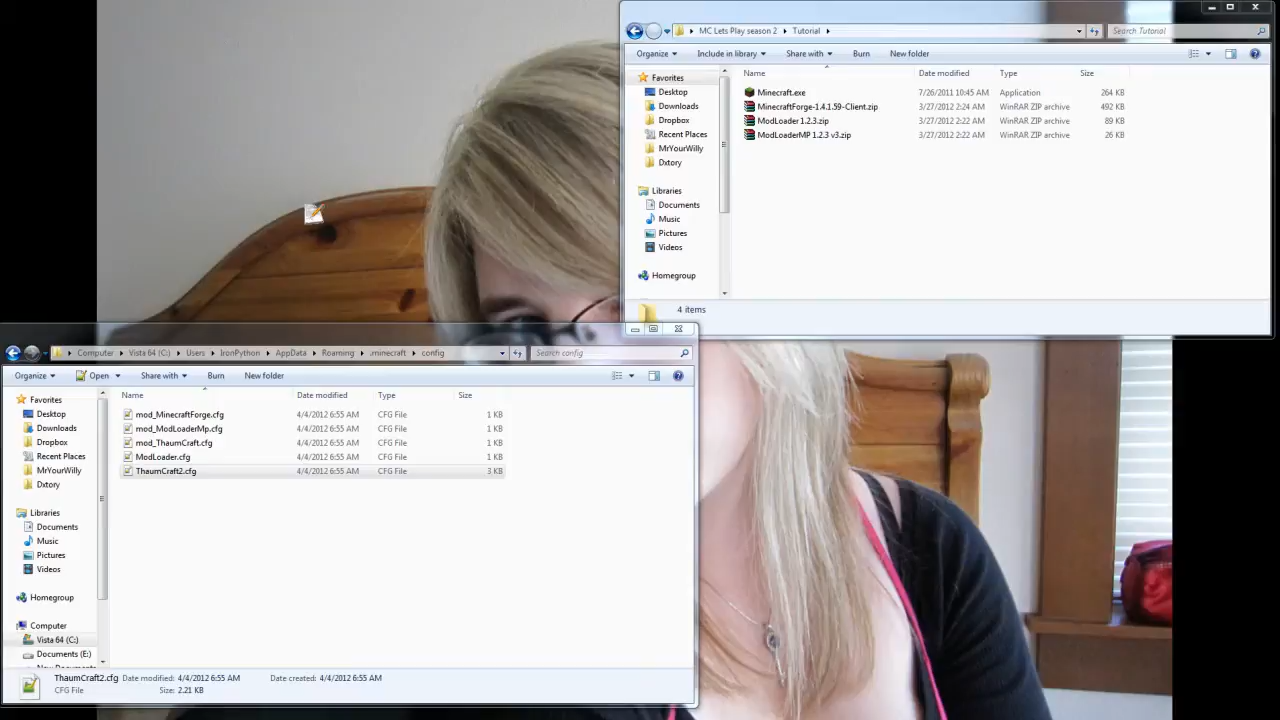 MC Lets Play season 2 Tutorial
Search Tutorial
Organize Include in library Share with Burn New folder
Favorites
Desktop
Downloads
Dropbox
Recent Places
MrYourWilly
Dxtory
Libraries
Documents
Music
Pictures
Videos
Homegroup
Name Date modified Type Size
Minecraft.exe 7/26/2011 10:45 AM Application 264 KB
MinecraftForge-1.4.1.59-Client.zip 3/27/2012 2:24 AM WinRAR ZIP archive 492 KB
ModLoader 1.2.3.zip 3/27/2012 2:22 AM WinRAR ZIP archive 89 KB
ModLoaderMP 1.2.3 v3.zip 3/27/2012 2:22 AM WinRAR ZIP archive 26 KB
4 items
Computer Vista 64 (C:) Users IronPython AppData Roaming .minecraft config
Search config
Organize Open Share with Burn New folder
Favorites
Desktop
Downloads
Dropbox
Recent Places
MrYourWilly
Dxtory
Libraries
Documents
Music
Pictures
Videos
Homegroup
Computer
Vista 64 (C:)
Documents (E:)
Name Date modified Type Size
mod_MinecraftForge.cfg 4/4/2012 6:55 AM CFG File 1 KB
mod_ModLoaderMp.cfg 4/4/2012 6:55 AM CFG File 1 KB
mod_ThaumCraft.cfg 4/4/2012 6:55 AM CFG File 1 KB
ModLoader.cfg 4/4/2012 6:55 AM CFG File 1 KB
ThaumCraft2.cfg 4/4/2012 6:55 AM CFG File 3 KB
ThaumCraft2.cfg Date modified: 4/4/2012 6:55 AM Date created: 4/4/2012 6:55 AM
CFG File Size: 2.21 KB